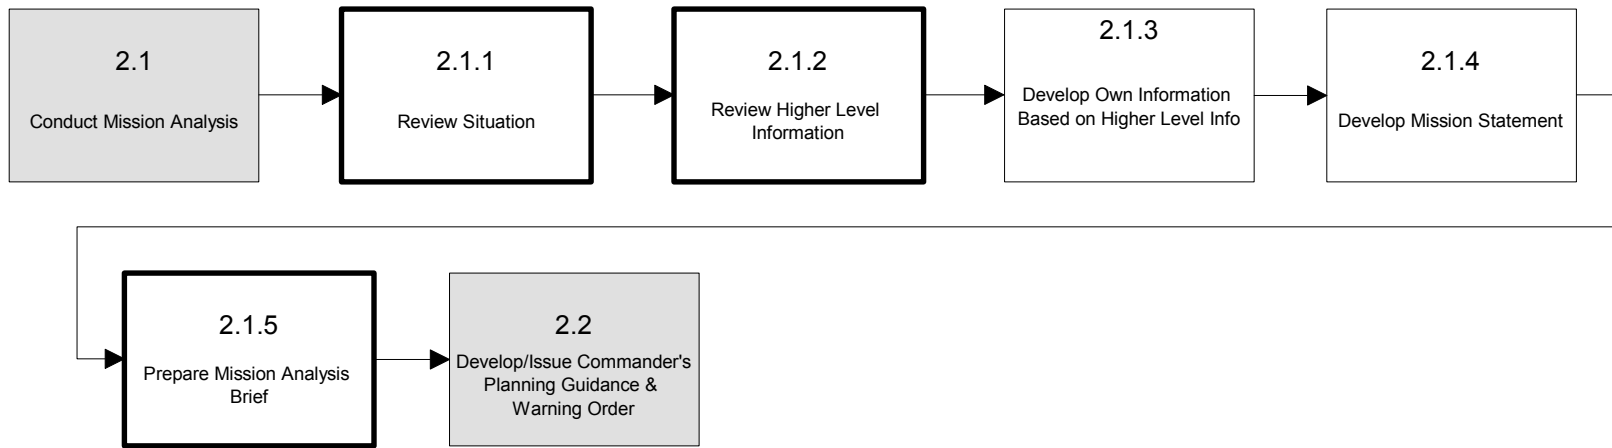 2.1
Conduct Mission Analysis
2.1.1
Review Situation
2.1.2
Review Higher Level
Information
2.1.3
Develop Own Information
Based on Higher Level Info
2.1.4
Develop Mission Statement
2.1.5
Prepare Mission Analysis
Brief
2.2
Develop/Issue Commander's
Planning Guidance &
Warning Order